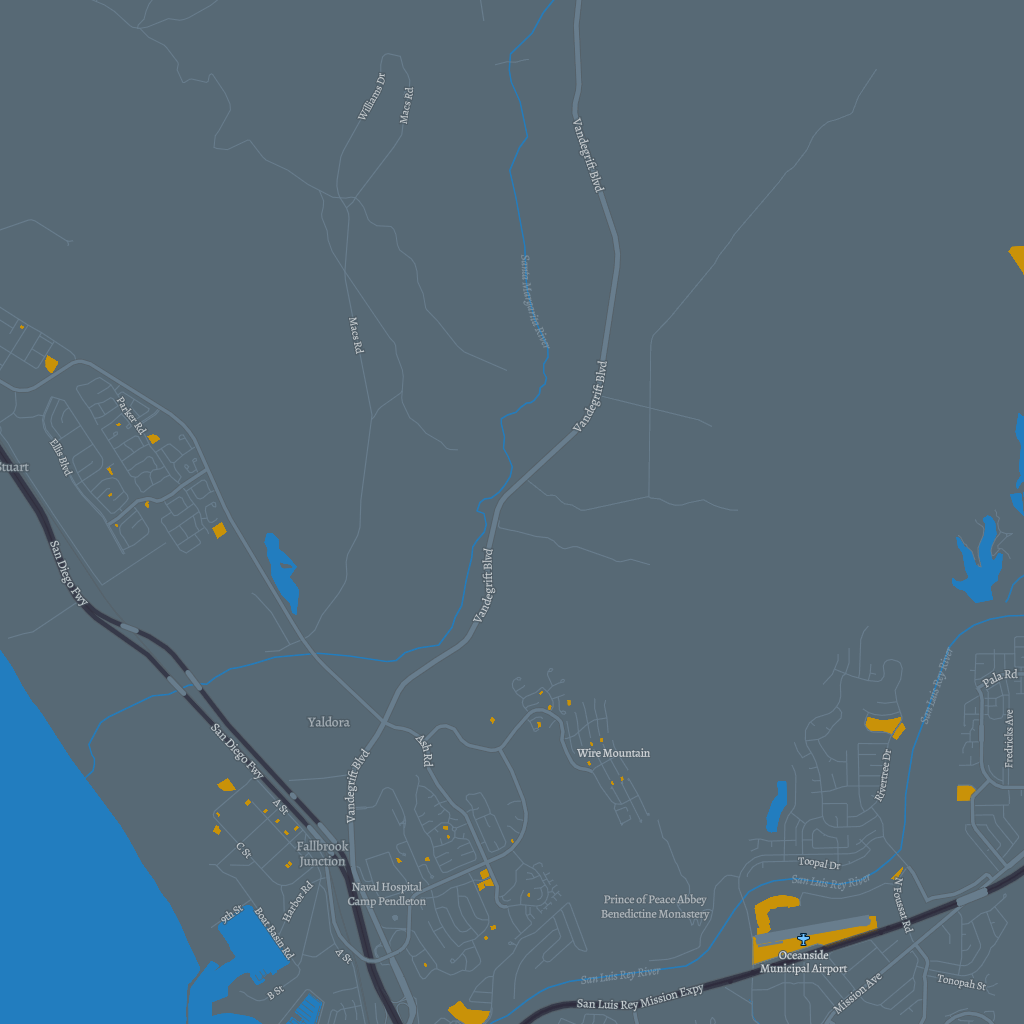 Williams Dr
Macs Rd
Vandegrift Blvd
Santa Margarita River
Macs Rd
Vandegrift Blvd
Parker Rd
Ellis Blvd
Stuart
San Diego Fwy
Vandegrift Blvd
San Luis Rey River
Pala Rd
Fredricks Ave
Yaldora
San Diego Fwy
Ash Rd
Wire Mountain
Vandegrift Blvd
Rivertree Dr
A St
C St
Fallbrook
Junction
Toopal Dr
San Luis Rey River
Naval Hospital
Camp Pendleton
Harbor Rd
Prince of Peace Abbey
Benedictine Monastery
N Foussat Rd
9th St
Boat Basin Rd
A St
Oceanside
Municipal Airport
San Luis Rey River
B St
Mission Ave
Tonopah St
San Luis Rey Mission Expy